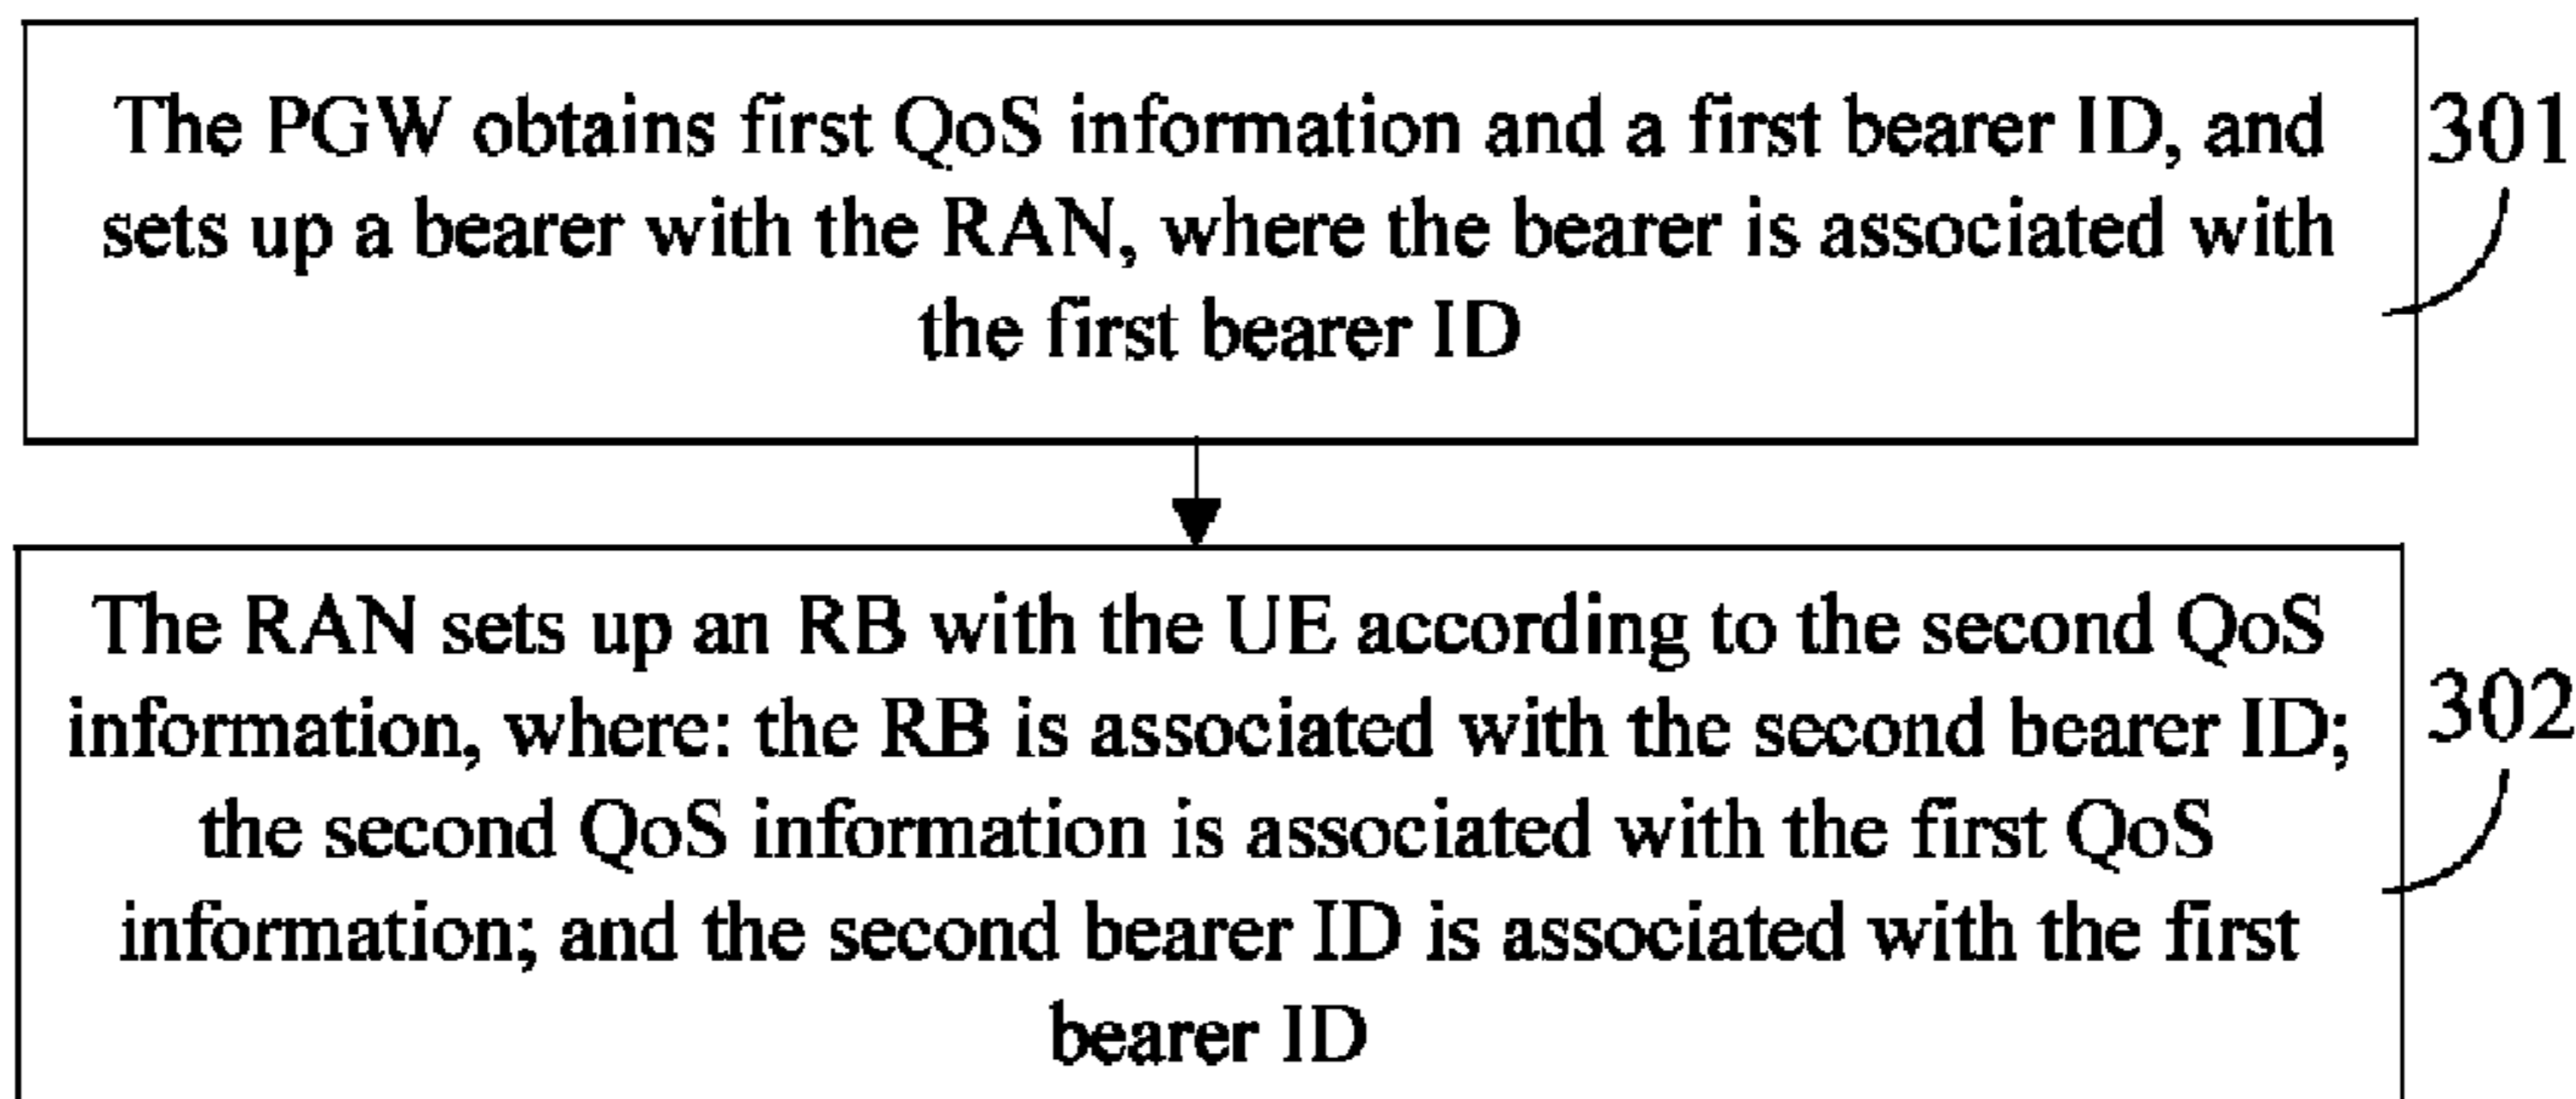 The PGW obtains first QoS information and a first bearer ID, and
sets up a bearer with the RAN, where the bearer is associated with
the first bearer ID
301
The RAN sets up an RB with the UE according to the second QoS
information, where: the RB is associated with the second bearer ID;
the second QoS information is associated with the first QoS
information; and the second bearer ID is associated with the first
bearer ID
302